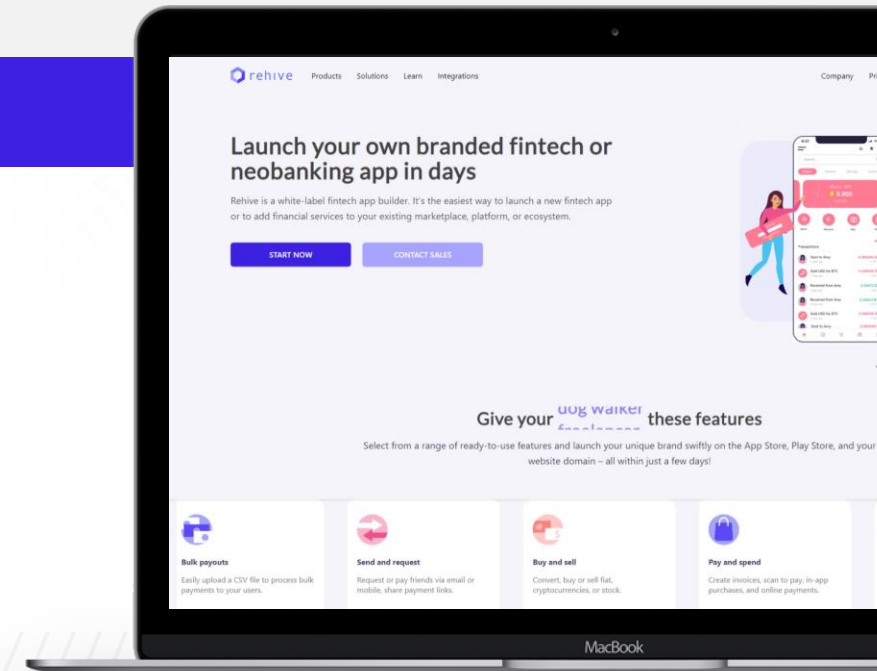 rehive Products Solutions Learn Integrations Company
Launch your own branded fintech or
neobanking app in days
Rehive is a white-label fintech app builder. It's the easiest way to launch a new fintech app
or to add financial services to your existing marketplace, platform, or ecosystem.
START NOW CONTACT SALES
Give your dog walker these features
Select from a range of ready-to-use features and launch your unique brand swiftly on the App Store, Play Store, and your
website domain – all within just a few days!
Bulk payouts
Easily upload a CSV file to process bulk
payments to your users.
Send and request
Request or pay friends via email or
mobile, share payment links.
Buy and sell
Convert, buy or sell fiat,
cryptocurrencies, or stock.
Pay and spend
Create invoices, scan to pay, in-app
purchases, and online payments.
MacBook